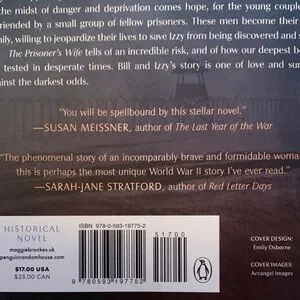 the midst of deanger and deprivation comes hope, for the young couple
ended by a small group of fellow prisoners. These men become their
ily, willing to jeopardize their lives to save Izzy from being discovered and s
The Prisoner's Wife tells of an incredible risk, and of how our deepest b
tested in desperate times. Bill and Izzy's story is one of love and sur
ainst the darkest odds.
"You will be spellbound by this stellar novel."
—SUSAN MEISSNER, author of The Last Year of the War
"The phenomenal story of an incomparably brave and formidable woman
this is perhaps the most unique World War II story I've ever read."
—SARAH-JANE STRATFORD, author of Red Letter Days
HISTORICAL
NOVEL
maggiebrookes.uk
penguinrandomhouse.com
$17.00 USA
$23.00 CAN
ISBN 978-0-593-19775-2
51700
9 780593 197752
COVER DESIGN:
Emily Osborne
COVER IMAGES:
Arcangel Images